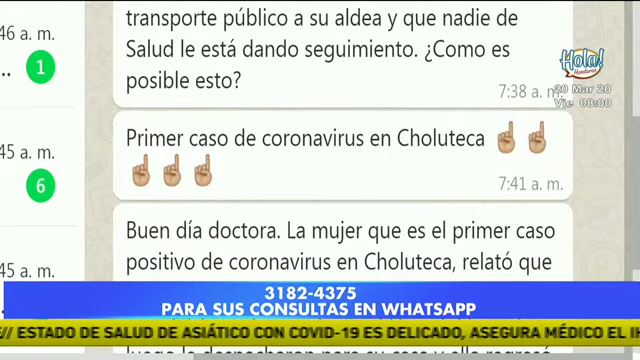 46 a. m.
1
transporte público a su aldea y que nadie de
Salud le está dando seguimiento. ¿Como es
posible esto?
7:38 a. m.
Hola!
Honduras
20 Mar 20
Vie 08:00
45 a. m.
6
Primer caso de coronavirus en Choluteca ☝🏽☝🏽
☝🏽☝🏽☝🏽
7:41 a. m.
45 a. m.
Buen día doctora. La mujer que es el primer caso
positivo de coronavirus en Choluteca, relató que
3182-4375
PARA SUS CONSULTAS EN WHATSAPP
// ESTADO DE SALUD DE ASIÁTICO CON COVID-19 ES DELICADO, ASEGURA MÉDICO EL